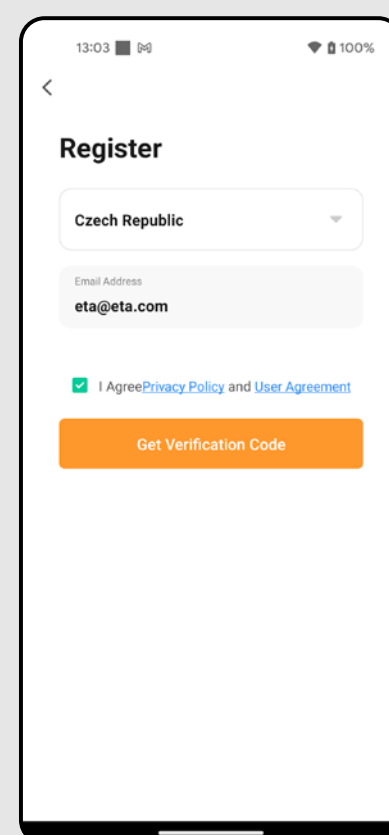 13:03 100%
Register
Czech Republic
Email Address
eta@eta.com
I AgreePrivacy Policy and User Agreement
Get Verification Code